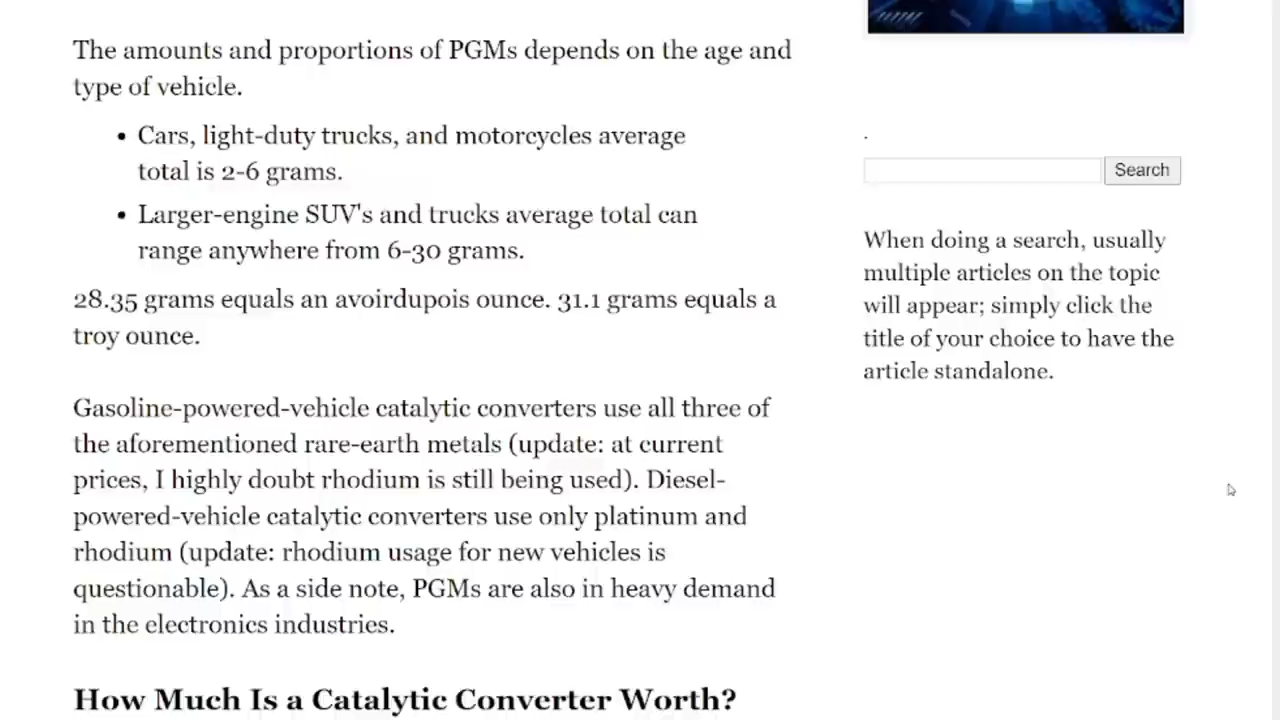 The amounts and proportions of PGMs depends on the age and
type of vehicle.
• Cars, light-duty trucks, and motorcycles average
total is 2-6 grams.
• Larger-engine SUV's and trucks average total can
range anywhere from 6-30 grams.
28.35 grams equals an avoirdupois ounce. 31.1 grams equals a
troy ounce.
Gasoline-powered-vehicle catalytic converters use all three of
the aforementioned rare-earth metals (update: at current
prices, I highly doubt rhodium is still being used). Diesel-
powered-vehicle catalytic converters use only platinum and
rhodium (update: rhodium usage for new vehicles is
questionable). As a side note, PGMs are also in heavy demand
in the electronics industries.
How Much Is a Catalytic Converter Worth?
.
Search
When doing a search, usually
multiple articles on the topic
will appear; simply click the
title of your choice to have the
article standalone.